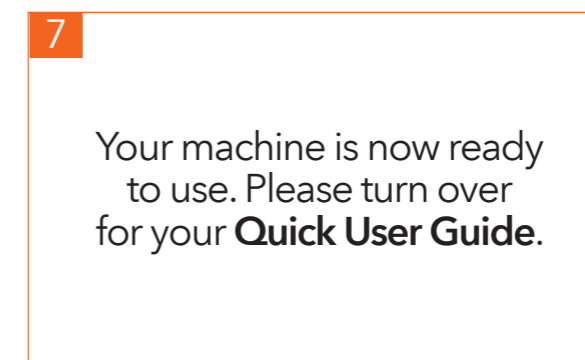 7
Your machine is now ready
to use. Please turn over
for your Quick User Guide.